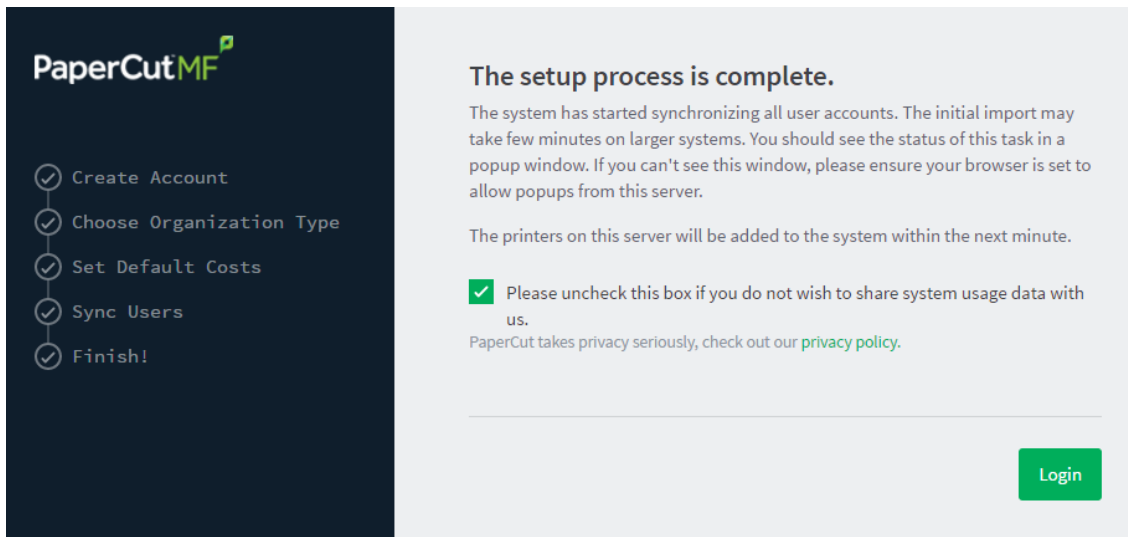 PaperCut MF
Create Account
Choose Organization Type
Set Default Costs
Sync Users
Finish!
The setup process is complete.
The system has started synchronizing all user accounts. The initial import may
take few minutes on larger systems. You should see the status of this task in a
popup window. If you can't see this window, please ensure your browser is set to
allow popups from this server.
The printers on this server will be added to the system within the next minute.
Please uncheck this box if you do not wish to share system usage data with
us.
PaperCut takes privacy seriously, check out our privacy policy.
Login